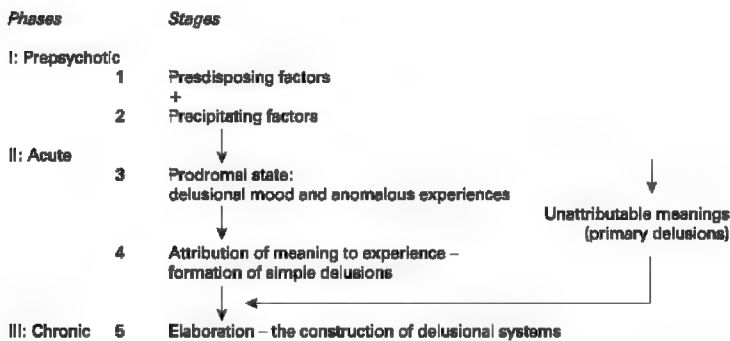 Phases Stages
I: Prepsychotic
1 Presdisposing factors
+
2 Precipitating factors
II: Acute
3 Prodromal state:
delusional mood and anomalous experiences
Unattributable meanings
(primary delusions)
4 Attribution of meaning to experience –
formation of simple delusions
III: Chronic 5 Elaboration – the construction of delusional systems